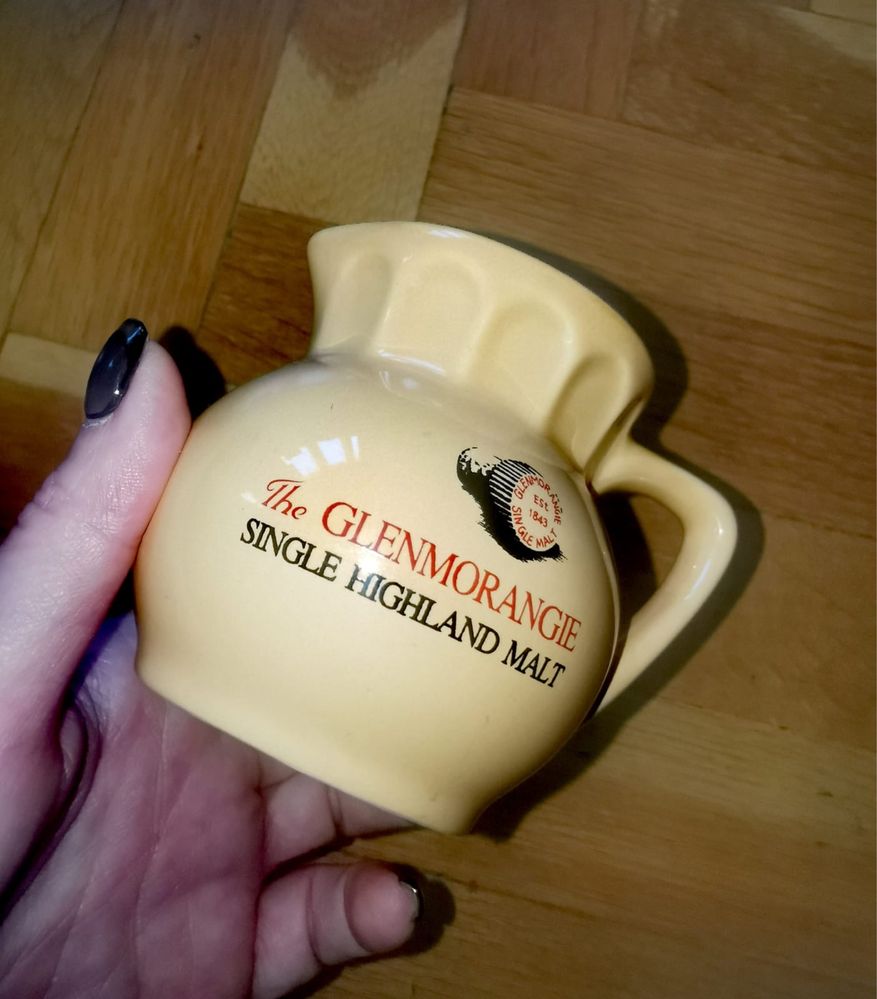 GLENMORANGIE
EST
1843
SINGLE MALT
The GLENMORANGIE
SINGLE HIGHLAND MALT